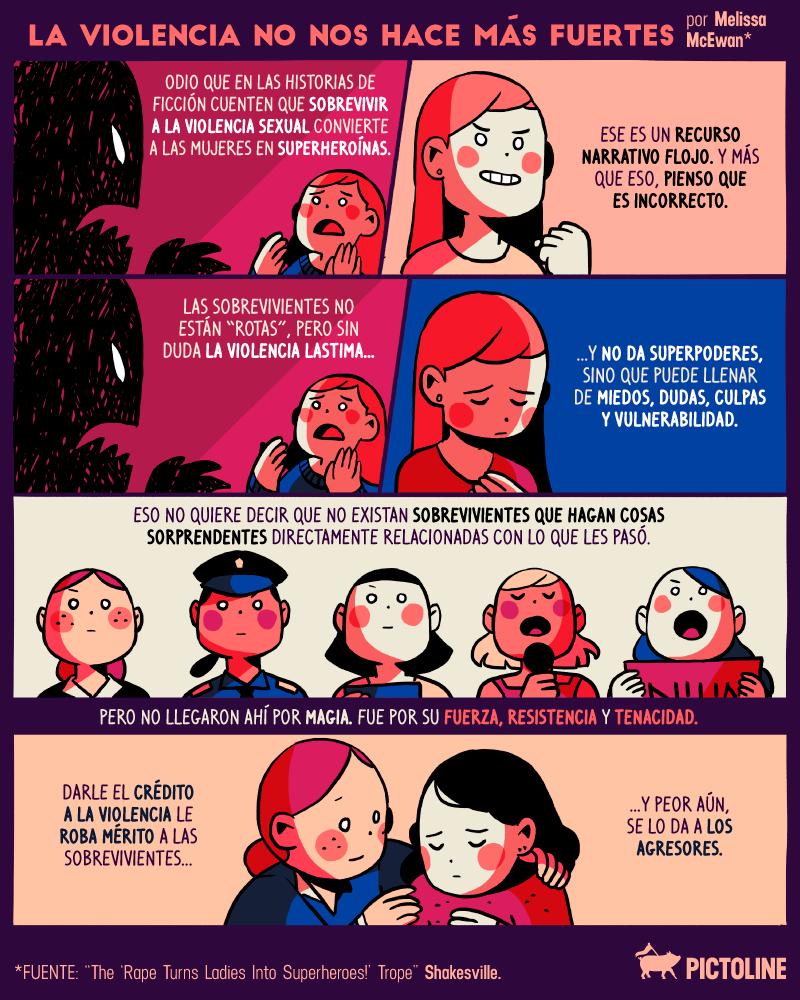 LA VIOLENCIA NO NOS HACE MÁS FUERTES
por Melissa
McEwan*
ODIO QUE EN LAS HISTORIAS DE
FICCIÓN CUENTEN QUE SOBREVIVIR
A LA VIOLENCIA SEXUAL CONVIERTE
A LAS MUJERES EN SUPERHEROÍNAS.
ESE ES UN RECURSO
NARRATIVO FLOJO. Y MÁS
QUE ESO, PIENSO QUE
ES INCORRECTO.
LAS SOBREVIVIENTES NO
ESTÁN “ROTAS”, PERO SIN
DUDA LA VIOLENCIA LASTIMA...
...Y NO DA SUPERPODERES,
SINO QUE PUEDE LLENAR
DE MIEDOS, DUDAS, CULPAS
Y VULNERABILIDAD.
ESO NO QUIERE DECIR QUE NO EXISTAN SOBREVIVIENTES QUE HAGAN COSAS
SORPRENDENTES DIRECTAMENTE RELACIONADAS CON LO QUE LES PASÓ.
PERO NO LLEGARON AHÍ POR MAGIA. FUE POR SU FUERZA, RESISTENCIA Y TENACIDAD.
DARLE EL CRÉDITO
A LA VIOLENCIA LE
ROBA MÉRITO A LAS
SOBREVIVIENTES...
...Y PEOR AÚN,
SE LO DA A LOS
AGRESORES.
*FUENTE: “The ‘Rape Turns Ladies Into Superheroes!’ Trope” Shakesville.
PICTOLINE